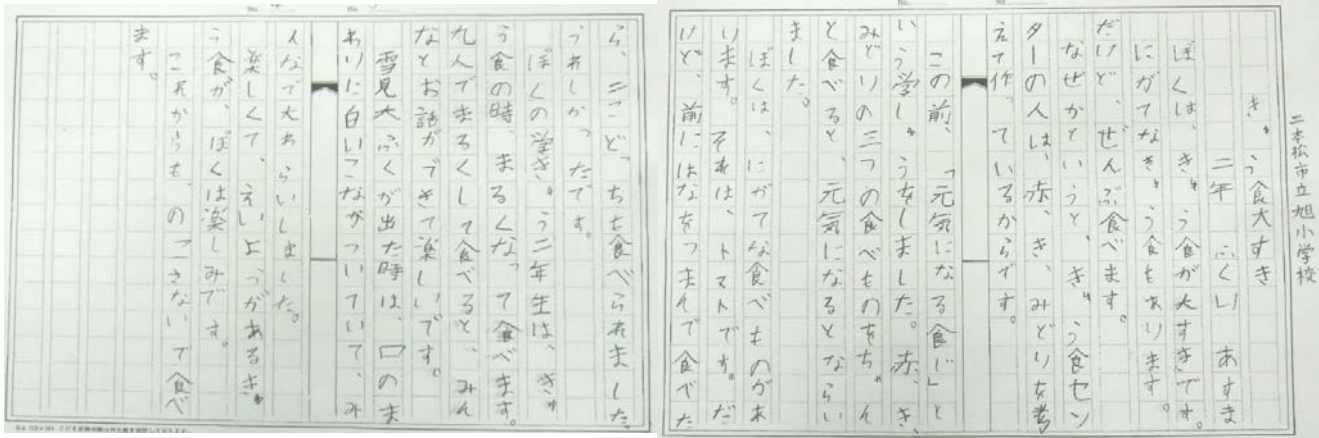 二本松市立旭小学校
きゅう食大すき
二年 ふくい あすま
ぼくは、きゅう食が大すきです。
にがてなきゅう食もあります。
だけど、ぜんぶ食べます。
なぜかというと、きゅう食セン
ターの人は、赤、き、みどりを考
えて作っているからです。
この前、「元気になる食じ」と
いう学しゅうをしました。赤、き、
みどりの三つの食べものをちゃん
と食べると、元気になるとならい
ました。
ぼくは、にがてな食べものがあ
ります。それは、トマトです。だ
けど、前にはなをつまんで食べた
ら、二こどっちも食べられました。
うれしかったです。
ぼくの学きゅう二年生は、きゅ
う食の時、まるくなって食べます。
九人でまるくして食べると、みん
なとお話ができて楽しいです。
雪見大ふくが出た時は、口のま
わりに白いこながついていて、み
んなで大わらいしました。
楽しくて、えいようがあるきゅ
う食が、ぼくは楽しみです。
これからも、のこさないで食べ
ます。